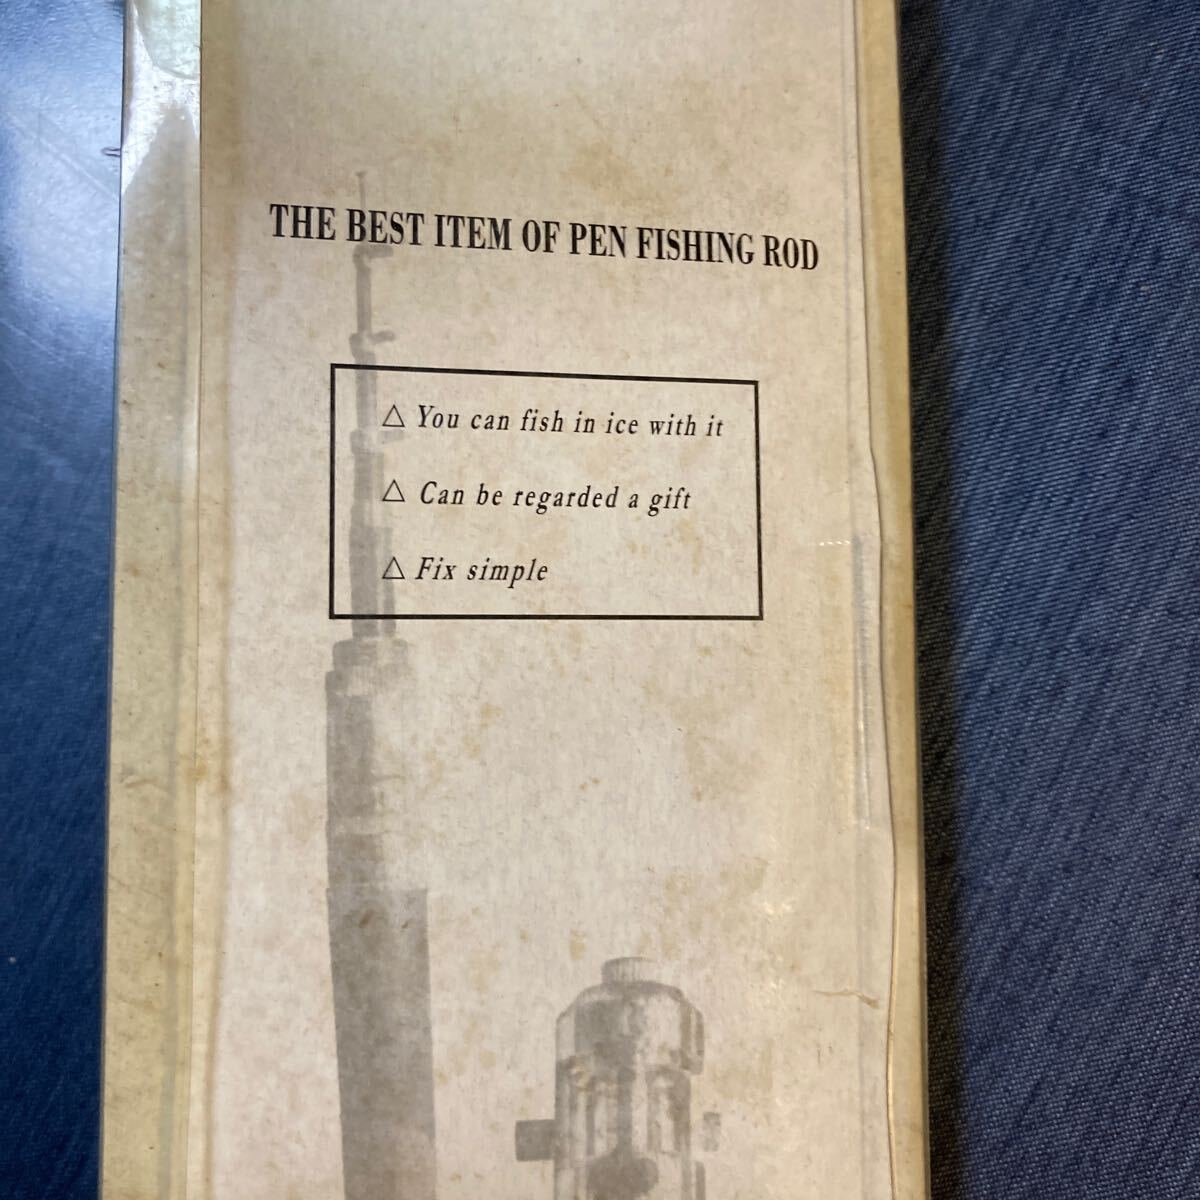 THE BEST ITEM OF PEN FISHING ROD
△ You can fish in ice with it
△ Can be regarded a gift
△ Fix simple